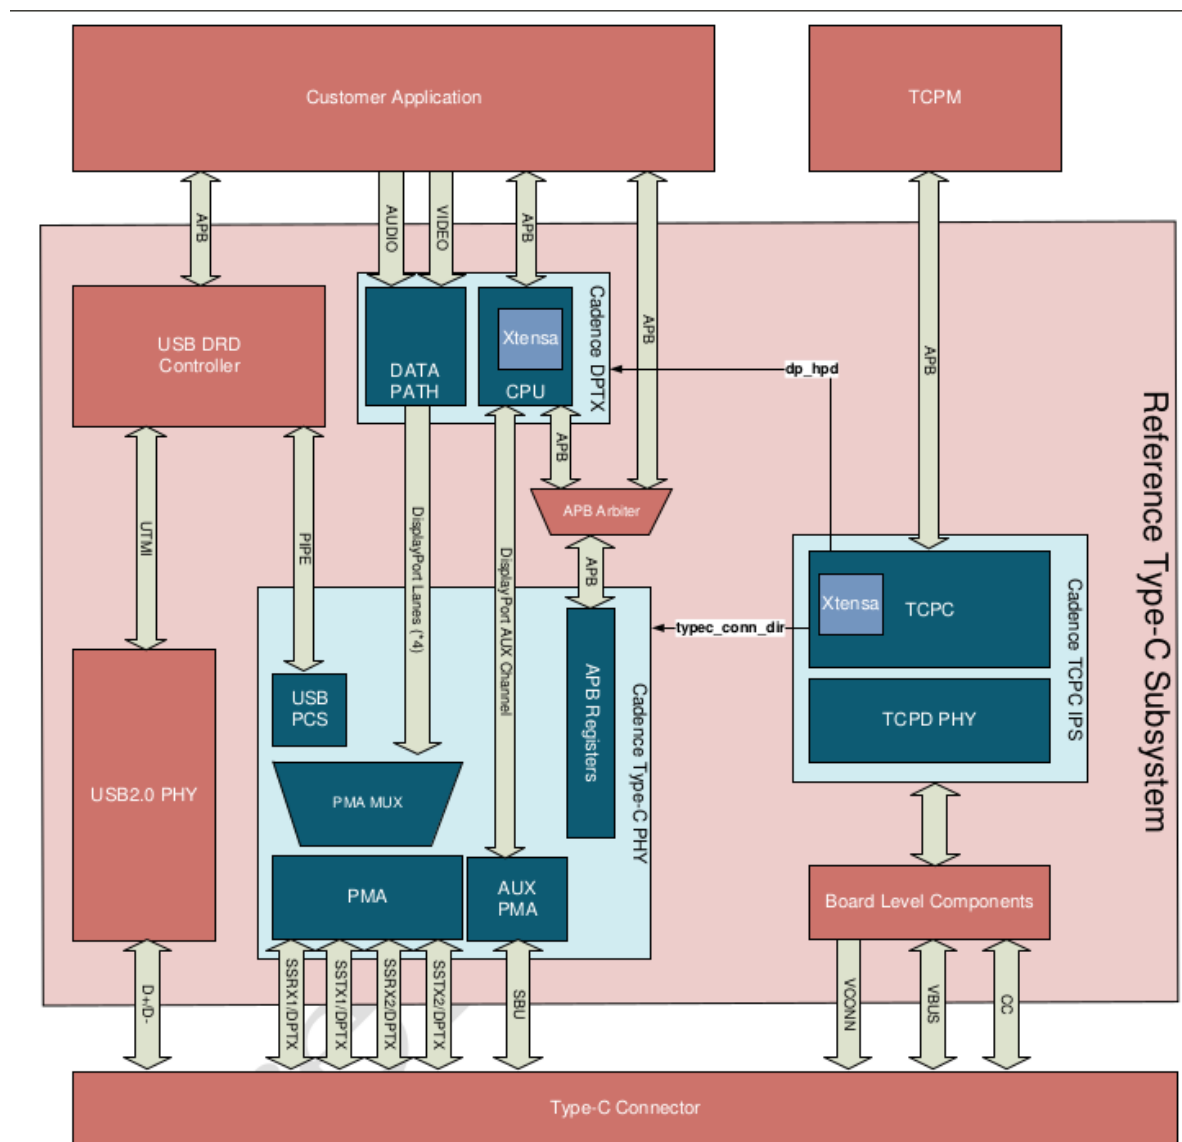 Customer Application
TCPM
APB
AUDIO
VIDEO
APB
APB
APB
USB DRD
Controller
DATA
PATH
Xtensa
CPU
Cadence DPTX
dp_hpd
Reference Type-C Subsystem
UTMI
PIPE
DisplayPort Lanes (*4)
DisplayPort AUX Channel
APB
APB Arbiter
APB
typec_conn_dir
Xtensa
TCPC
TCPD PHY
Cadence TCPC IPS
USB
PCS
APB Registers
Cadence Type-C PHY
USB2.0 PHY
PMA MUX
PMA
AUX
PMA
Board Level Components
D+/D-
SSRX1/DPTX
SSTX1/DPTX
SSRX2/DPTX
SSTX2/DPTX
SBU
VCONN
VBUS
CC
Type-C Connector